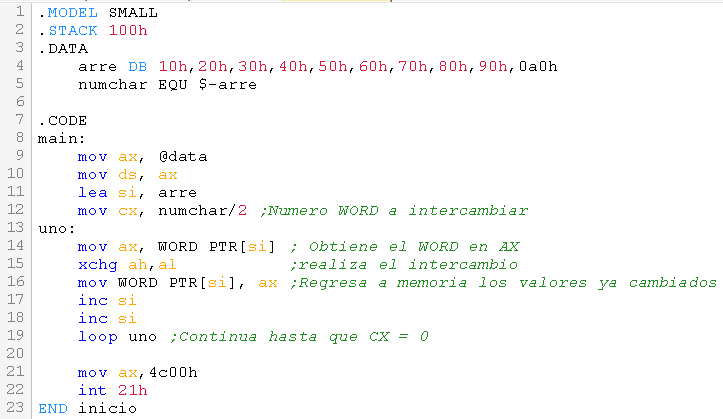 1 .MODEL SMALL
2 .STACK 100h
3 .DATA
4     arre DB 10h,20h,30h,40h,50h,60h,70h,80h,90h,0a0h
5     numchar EQU $-arre
6
7 .CODE
8 main:
9     mov ax, @data
10     mov ds, ax
11     lea si, arre
12     mov cx, numchar/2 ;Numero WORD a intercambiar
13 uno:
14     mov ax, WORD PTR[si] ; Obtiene el WORD en AX
15     xchg ah,al           ;realiza el intercambio
16     mov WORD PTR[si], ax ;Regresa a memoria los valores ya cambiados
17     inc si
18     inc si
19     loop uno ;Continua hasta que CX = 0
20
21     mov ax,4c00h
22     int 21h
23 END inicio